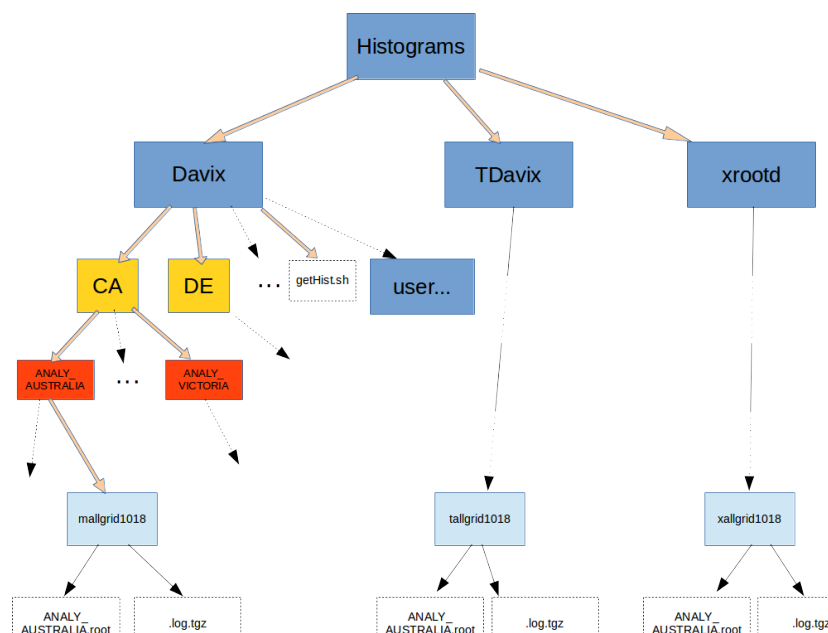 Histograms
Davix
TDavix
xrootd
CA
DE
...
getHist.sh
user...
ANALY_
AUSTRALIA
...
ANALY_
VICTORIA
mallgrid1018
tallgrid1018
xallgrid1018
ANALY_
AUSTRALIA.root
.log.tgz
ANALY_
AUSTRALIA.root
.log.tgz
ANALY_
AUSTRALIA.root
.log.tgz